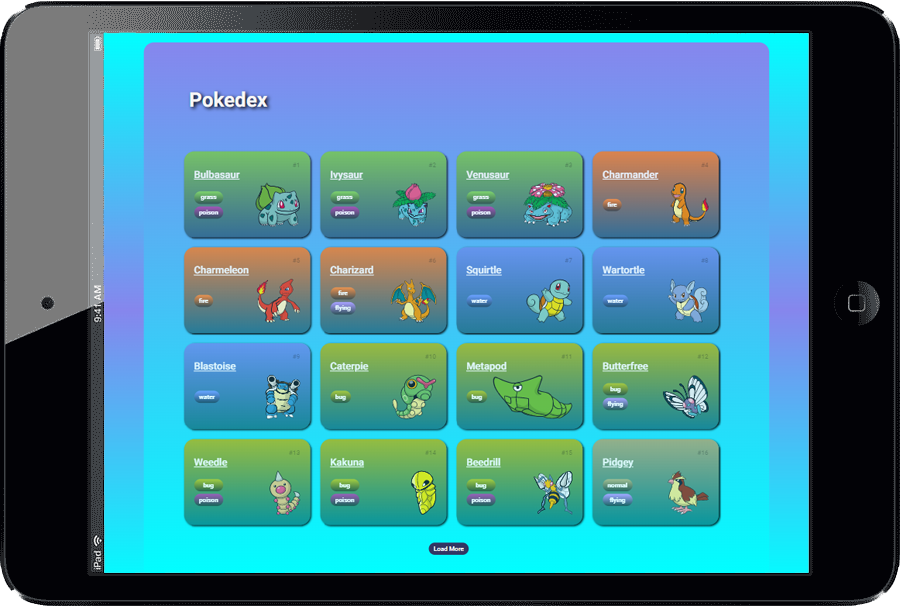 Pokedex
#1
Bulbasaur
grass
poison
#2
Ivysaur
grass
poison
#3
Venusaur
grass
poison
#4
Charmander
fire
#5
Charmeleon
fire
#6
Charizard
fire
flying
#7
Squirtle
water
#8
Wartortle
water
#9
Blastoise
water
#10
Caterpie
bug
#11
Metapod
bug
#12
Butterfree
bug
flying
#13
Weedle
bug
poison
#14
Kakuna
bug
poison
#15
Beedrill
bug
poison
#16
Pidgey
normal
flying
Load More
iPad
9:41 AM